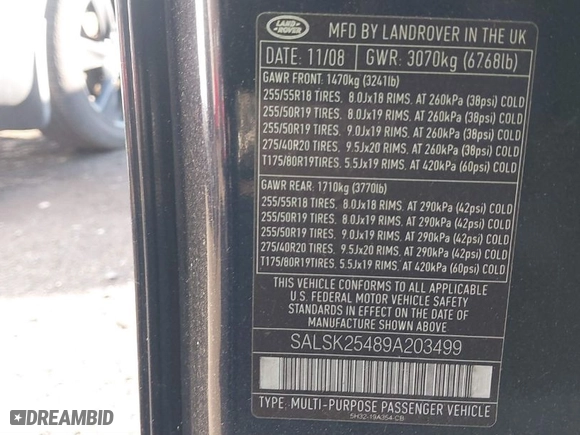 LAND ROVER
MFD BY LANDROVER IN THE UK
DATE: 11/08 GWR: 3070kg (6768lb)
GAWR FRONT: 1470kg (3241lb)
255/55R18 TIRES. 8.0Jx18 RIMS. AT 260kPa (38psi) COLD
255/50R19 TIRES. 8.0Jx19 RIMS. AT 260kPa (38psi) COLD
255/50R19 TIRES. 9.0Jx19 RIMS. AT 260kPa (38psi) COLD
275/40R20 TIRES. 9.5Jx20 RIMS. AT 260kPa (38psi) COLD
T175/80R19TIRES. 5.5Jx19 RIMS. AT 420kPa (60psi) COLD
GAWR REAR: 1710kg (3770lb)
255/55R18 TIRES. 8.0Jx18 RIMS. AT 290kPa (42psi) COLD
255/50R19 TIRES. 8.0Jx19 RIMS. AT 290kPa (42psi) COLD
255/50R19 TIRES. 9.0Jx19 RIMS. AT 290kPa (42psi) COLD
275/40R20 TIRES. 9.5Jx20 RIMS. AT 290kPa (42psi) COLD
T175/80R19TIRES. 5.5Jx19 RIMS. AT 420kPa (60psi) COLD
THIS VEHICLE CONFORMS TO ALL APPLICABLE
U.S. FEDERAL MOTOR VEHICLE SAFETY
STANDARDS IN EFFECT ON THE DATE OF
MANUFACTURE SHOWN ABOVE
SALSK25489A203499
TYPE: MULTI-PURPOSE PASSENGER VEHICLE
5H32-19A354-CB
DREAMBID